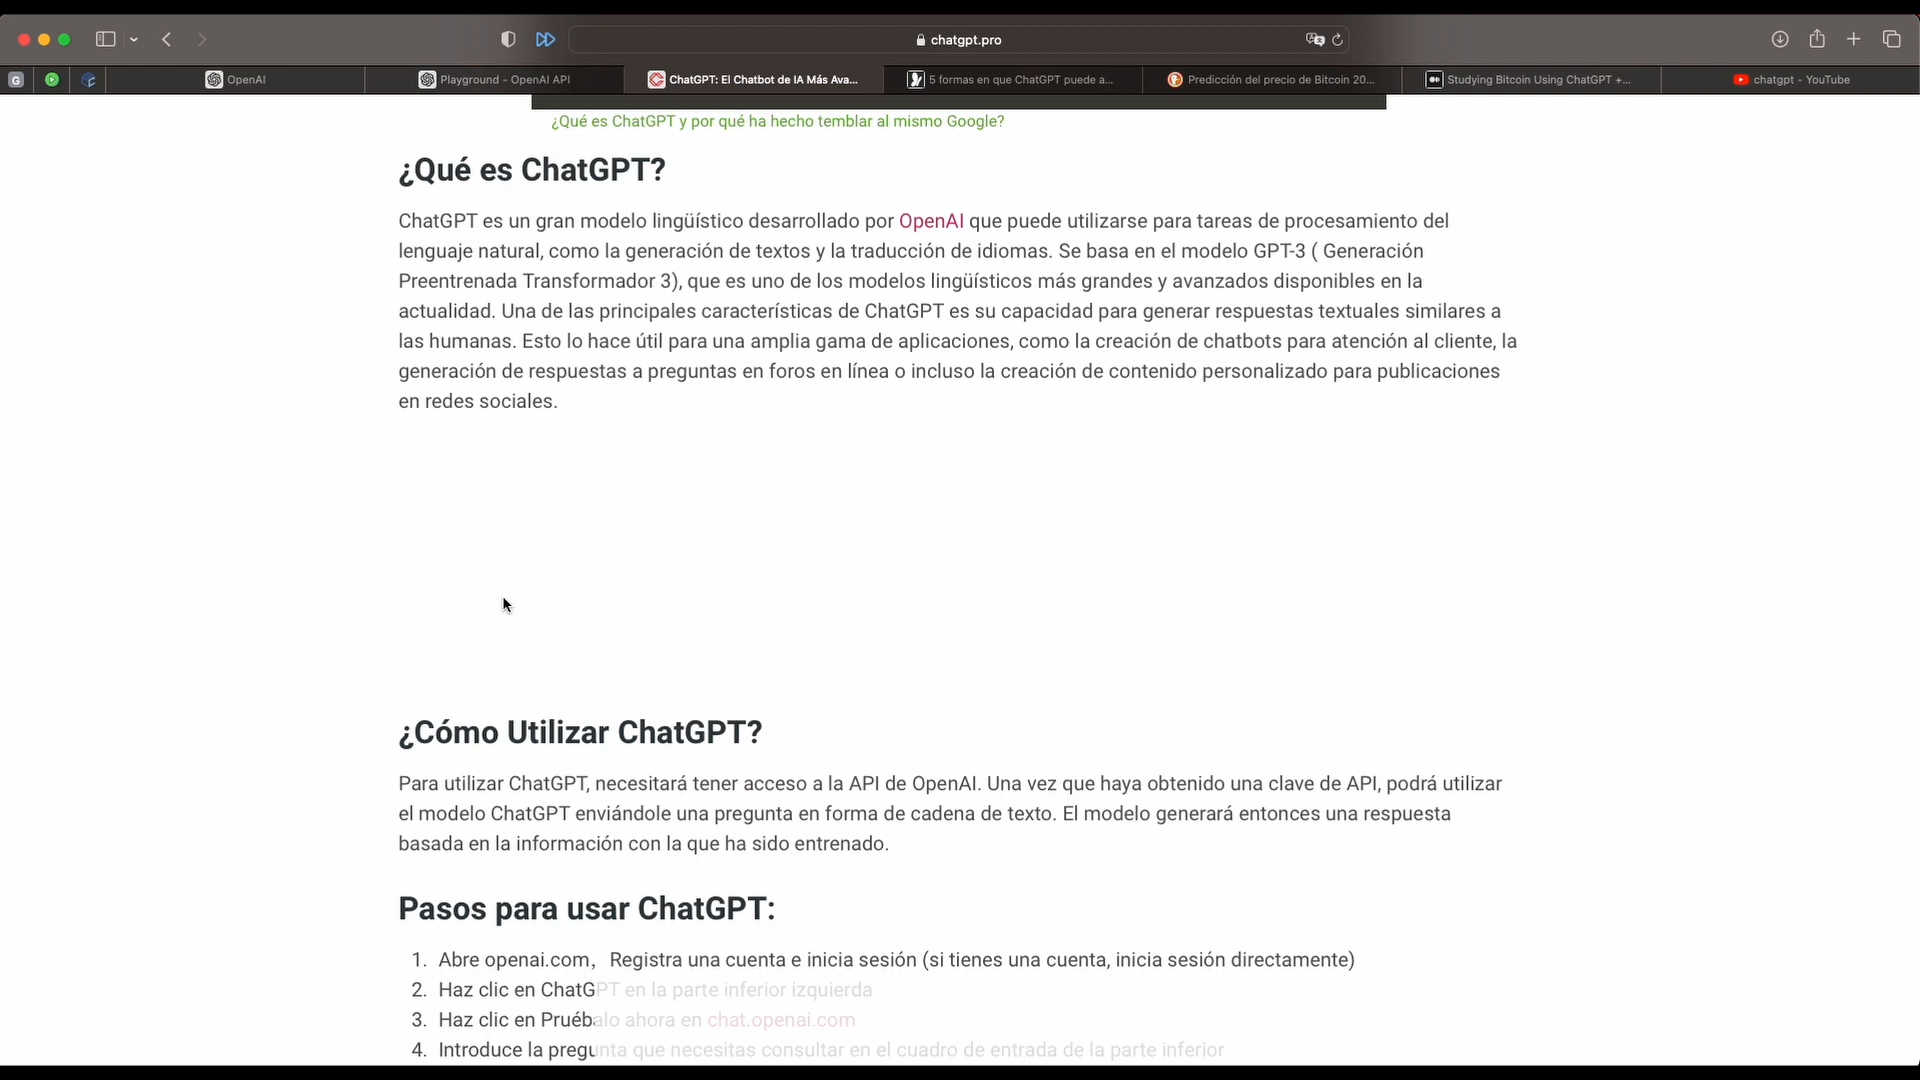 chatgpt.pro
G
OpenAI
Playground - OpenAI API
ChatGPT: El Chatbot de IA Más Ava...
5 formas en que ChatGPT puede a...
Predicción del precio de Bitcoin 20...
Studying Bitcoin Using ChatGPT +...
chatgpt - YouTube
¿Qué es ChatGPT y por qué ha hecho temblar al mismo Google?
¿Qué es ChatGPT?
ChatGPT es un gran modelo lingüístico desarrollado por OpenAI que puede utilizarse para tareas de procesamiento del
lenguaje natural, como la generación de textos y la traducción de idiomas. Se basa en el modelo GPT-3 ( Generación
Preentrenada Transformador 3), que es uno de los modelos lingüísticos más grandes y avanzados disponibles en la
actualidad. Una de las principales características de ChatGPT es su capacidad para generar respuestas textuales similares a
las humanas. Esto lo hace útil para una amplia gama de aplicaciones, como la creación de chatbots para atención al cliente, la
generación de respuestas a preguntas en foros en línea o incluso la creación de contenido personalizado para publicaciones
en redes sociales.
¿Cómo Utilizar ChatGPT?
Para utilizar ChatGPT, necesitará tener acceso a la API de OpenAI. Una vez que haya obtenido una clave de API, podrá utilizar
el modelo ChatGPT enviándole una pregunta en forma de cadena de texto. El modelo generará entonces una respuesta
basada en la información con la que ha sido entrenado.
Pasos para usar ChatGPT:
1. Abre openai.com，Registra una cuenta e inicia sesión (si tienes una cuenta, inicia sesión directamente)
2. Haz clic en ChatGPT en la parte inferior izquierda
3. Haz clic en Pruébalo ahora en chat.openai.com
4. Introduce la pregunta que necesitas consultar en el cuadro de entrada de la parte inferior